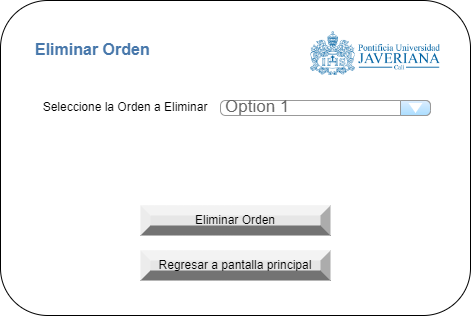 Eliminar Orden
Pontificia Universidad
JAVERIANA
Cali
Seleccione la Orden a Eliminar
Option 1
Eliminar Orden
Regresar a pantalla principal